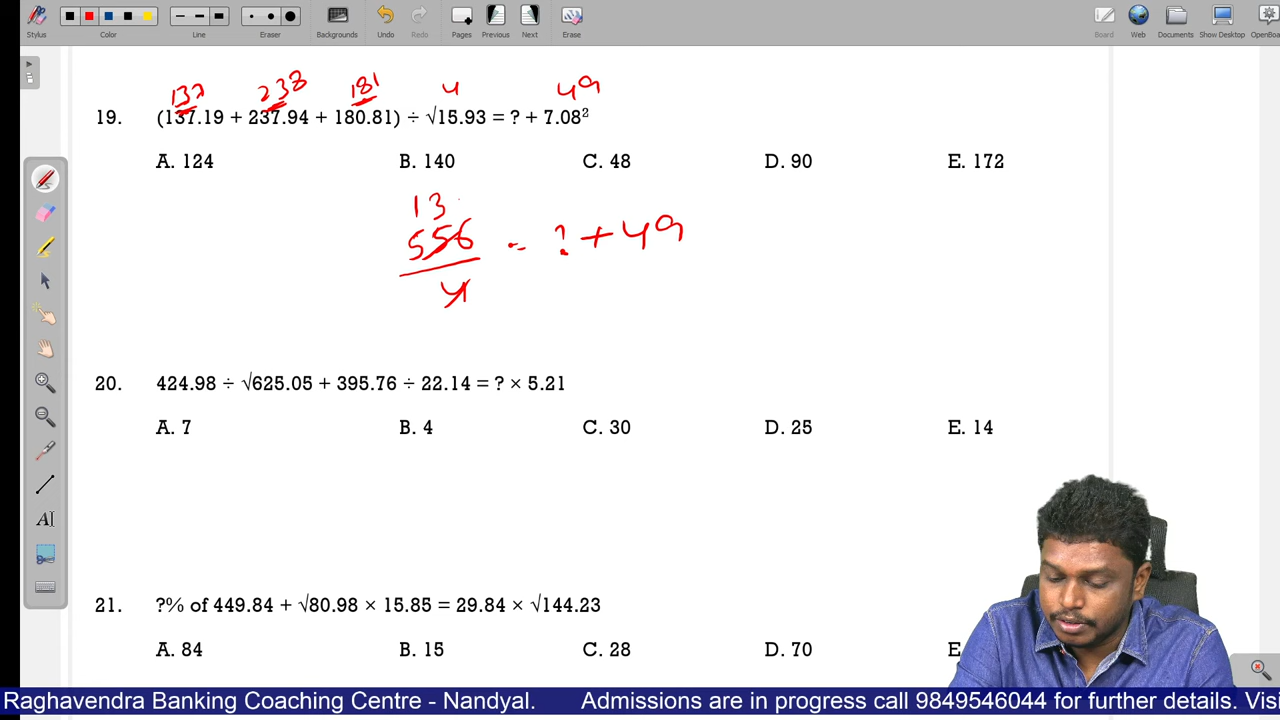 Stylus
Color
Line
Eraser
Backgrounds
Undo
Redo
Pages
Previous
Next
Erase
Board
Web
Documents
Show Desktop
OpenBoa
137 238 181 4 49
19. (137.19 + 237.94 + 180.81) ÷ √15.93 = ? + 7.08²
A. 124 B. 140 C. 48 D. 90 E. 172
13
556 = ? + 49
4
20. 424.98 ÷ √625.05 + 395.76 ÷ 22.14 = ? × 5.21
A. 7 B. 4 C. 30 D. 25 E. 14
21. ?% of 449.84 + √80.98 × 15.85 = 29.84 × √144.23
A. 84 B. 15 C. 28 D. 70 E.
Raghavendra Banking Coaching Centre - Nandyal. Admissions are in progress call 9849546044 for further details. Visi